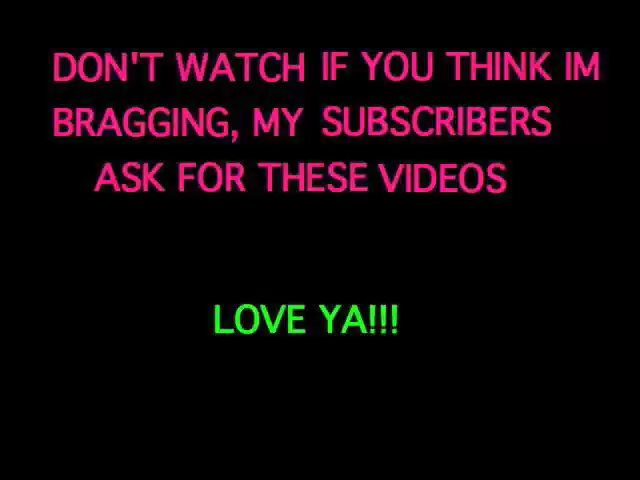 DON'T WATCH IF YOU THINK IM
BRAGGING, MY SUBSCRIBERS
ASK FOR THESE VIDEOS
LOVE YA!!!